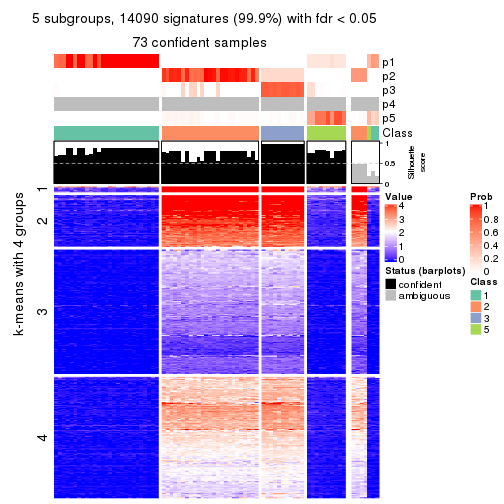 5 subgroups, 14090 signatures (99.9%) with fdr < 0.05
73 confident samples
p1
p2
p3
p4
p5
Class
1
0.5
0
Silhouette
score
k-means with 4 groups
1
2
3
4
Value
4
3
2
1
0
Status (barplots)
confident
ambiguous
Prob
1
0.8
0.6
0.4
0.2
0
Class
1
2
3
5